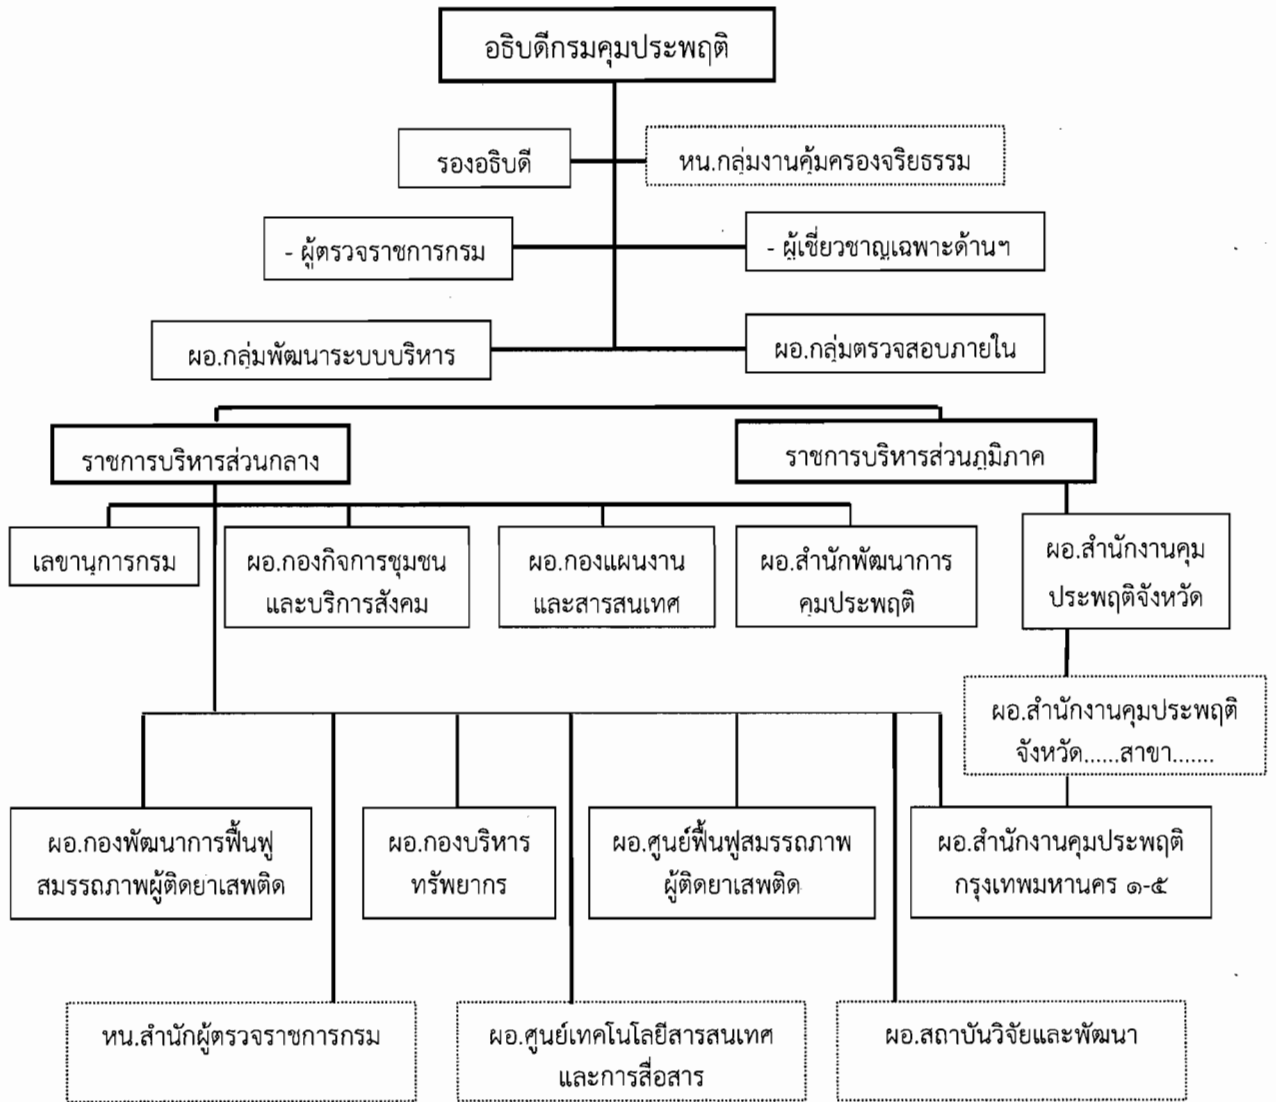 อธิบดีกรมคุมประพฤติ
รองอธิบดี
หน.กลุ่มงานคุ้มครองจริยธรรม
- ผู้ตรวจราชการกรม
- ผู้เชี่ยวชาญเฉพาะด้านฯ
ผอ.กลุ่มพัฒนาระบบบริหาร
ผอ.กลุ่มตรวจสอบภายใน
ราชการบริหารส่วนกลาง
ราชการบริหารส่วนภูมิภาค
เลขานุการกรม
ผอ.กองกิจการชุมชน
และบริการสังคม
ผอ.กองแผนงาน
และสารสนเทศ
ผอ.สำนักพัฒนาการ
คุมประพฤติ
ผอ.สำนักงานคุม
ประพฤติจังหวัด
ผอ.สำนักงานคุมประพฤติ
จังหวัด......สาขา.......
ผอ.กองพัฒนาการฟื้นฟู
สมรรถภาพผู้ติดยาเสพติด
ผอ.กองบริหาร
ทรัพยากร
ผอ.ศูนย์ฟื้นฟูสมรรถภาพ
ผู้ติดยาเสพติด
ผอ.สำนักงานคุมประพฤติ
กรุงเทพมหานคร ๑-๕
หน.สำนักผู้ตรวจราชการกรม
ผอ.ศูนย์เทคโนโลยีสารสนเทศ
และการสื่อสาร
ผอ.สถาบันวิจัยและพัฒนา